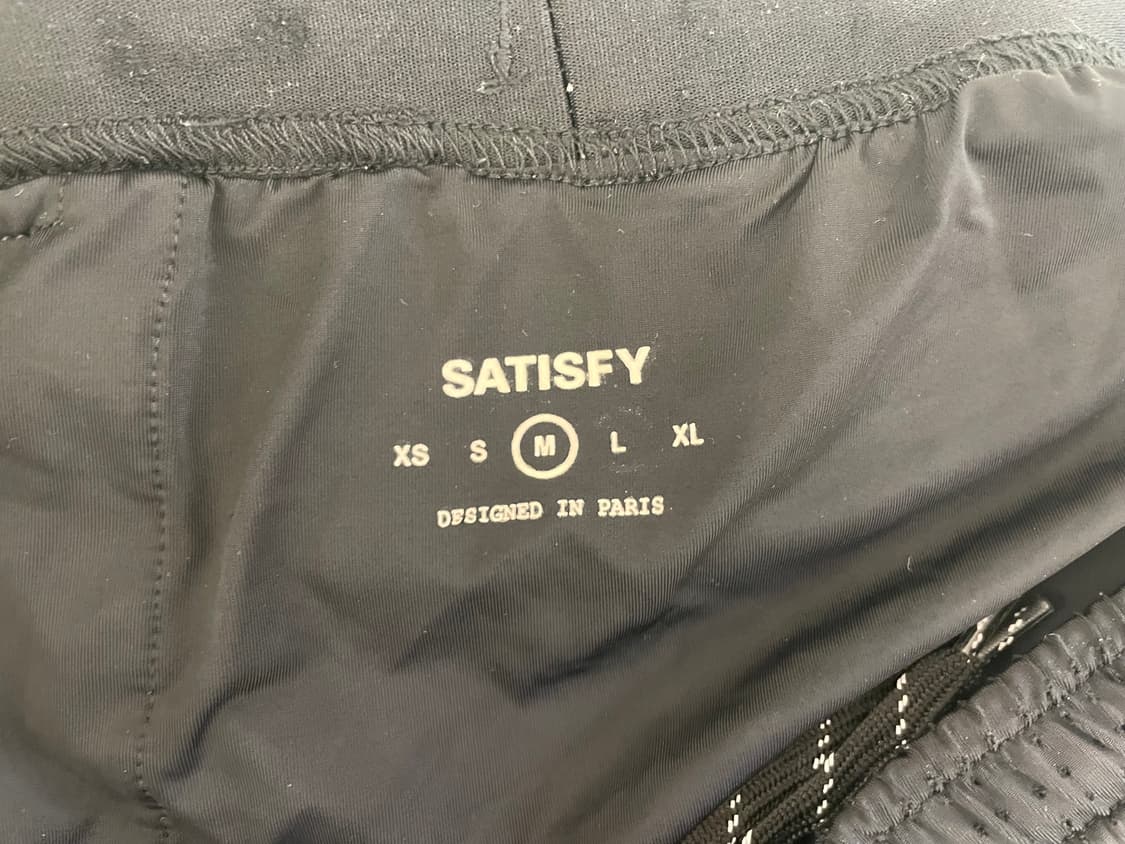 SATISFY
XS S M L XL
DESIGNED IN PARIS